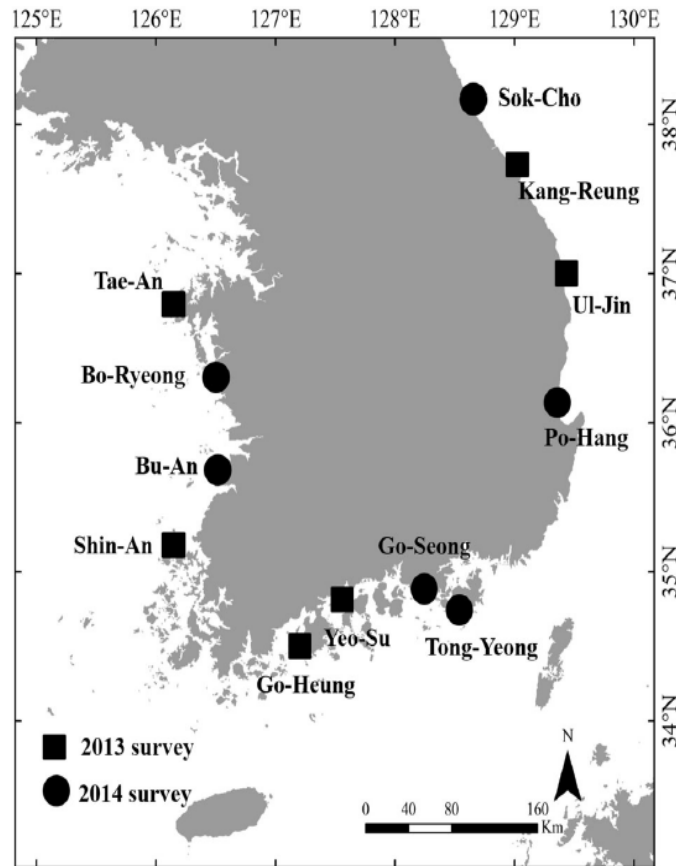 125°E 126°E 127°E 128°E 129°E 130°E
Sok-Cho
38°N
Kang-Reung
37°N
Tae-An
Ul-Jin
Bo-Ryeong
36°N
Po-Hang
Bu-An
Shin-An
Go-Seong
35°N
Yeo-Su
Tong-Yeong
Go-Heung
34°N
N
2013 survey
2014 survey
0 40 80 160
Km